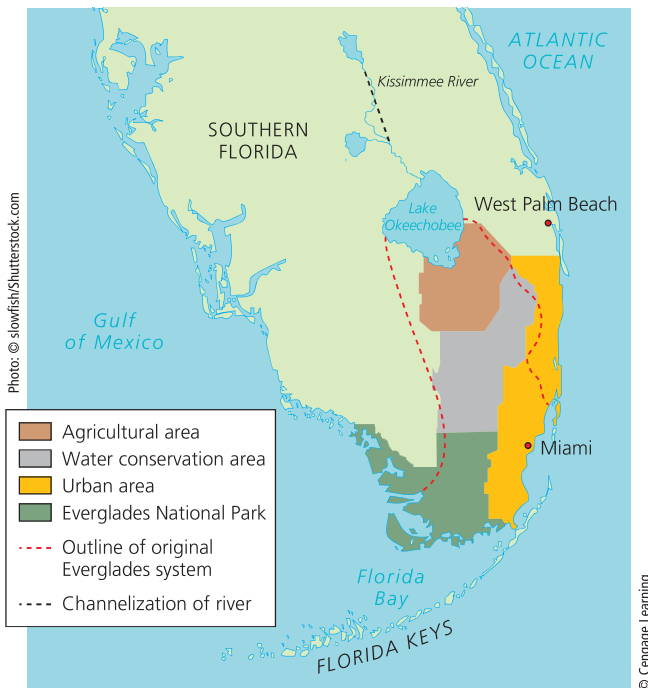 ATLANTIC
OCEAN
Kissimmee River
SOUTHERN
FLORIDA
Lake
Okeechobee
West Palm Beach
Gulf
of Mexico
Miami
Agricultural area
Water conservation area
Urban area
Everglades National Park
Outline of original
Everglades system
Channelization of river
Florida
Bay
FLORIDA KEYS
Photo: © slowfish/Shutterstock.com
© Cengage Learning